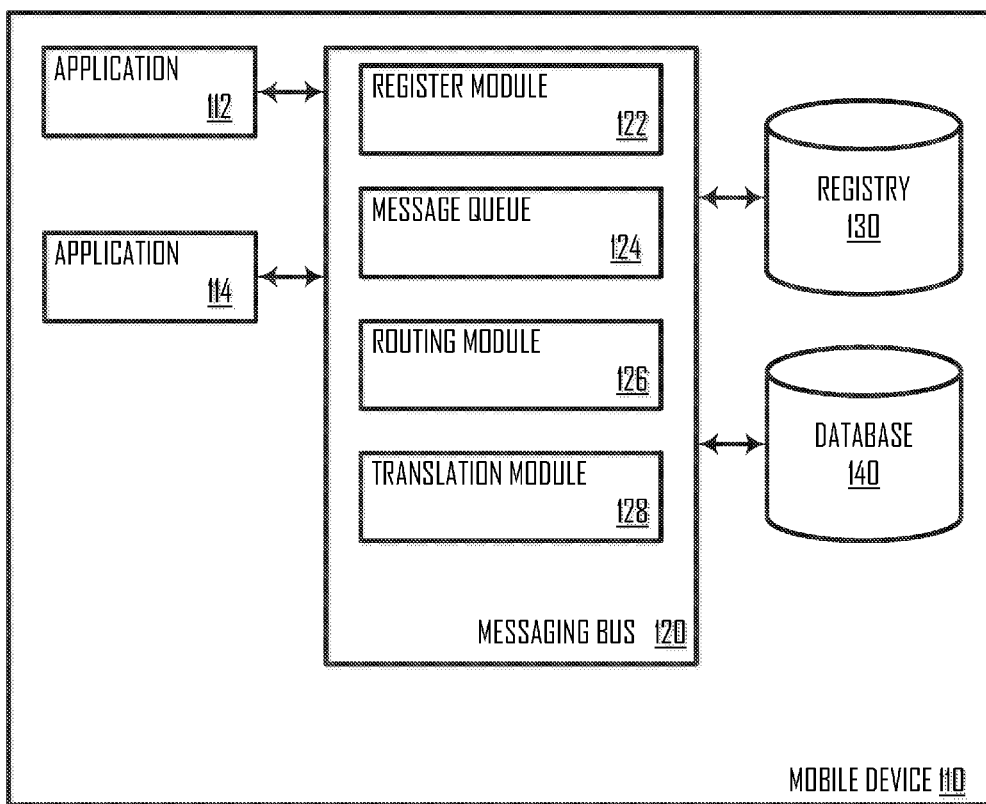 APPLICATION
112
APPLICATION
114
REGISTER MODULE
122
MESSAGE QUEUE
124
ROUTING MODULE
126
TRANSLATION MODULE
128
MESSAGING BUS 120
REGISTRY
130
DATABASE
140
MOBILE DEVICE 110